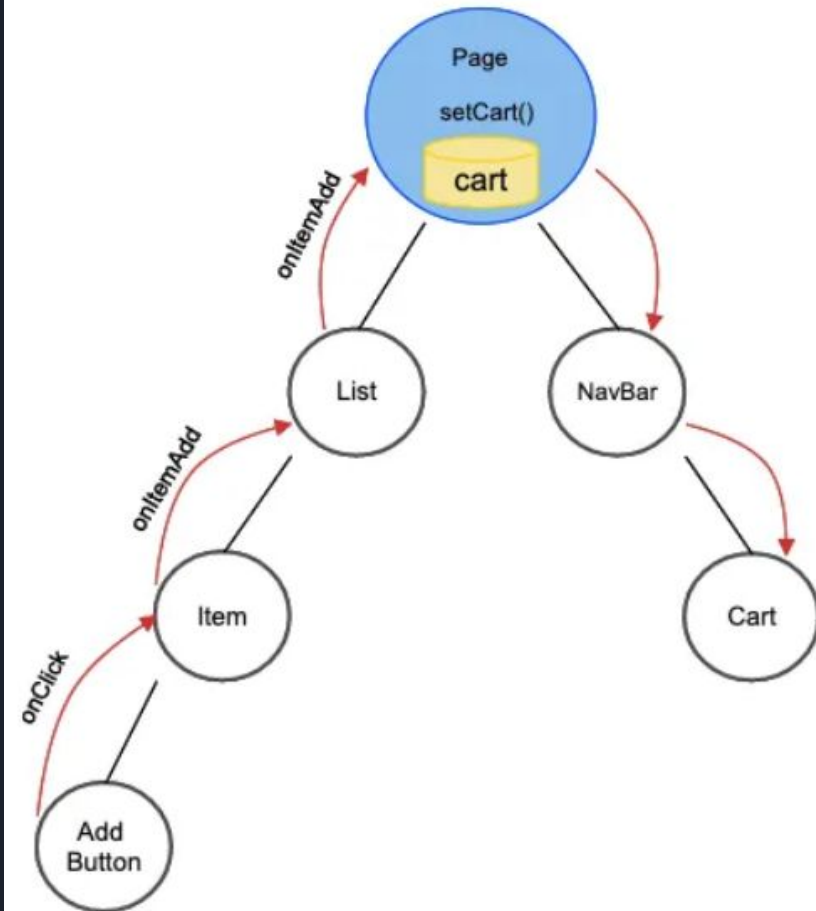 Page
setCart()
cart
onItemAdd
List
NavBar
onItemAdd
Item
Cart
onClick
Add
Button